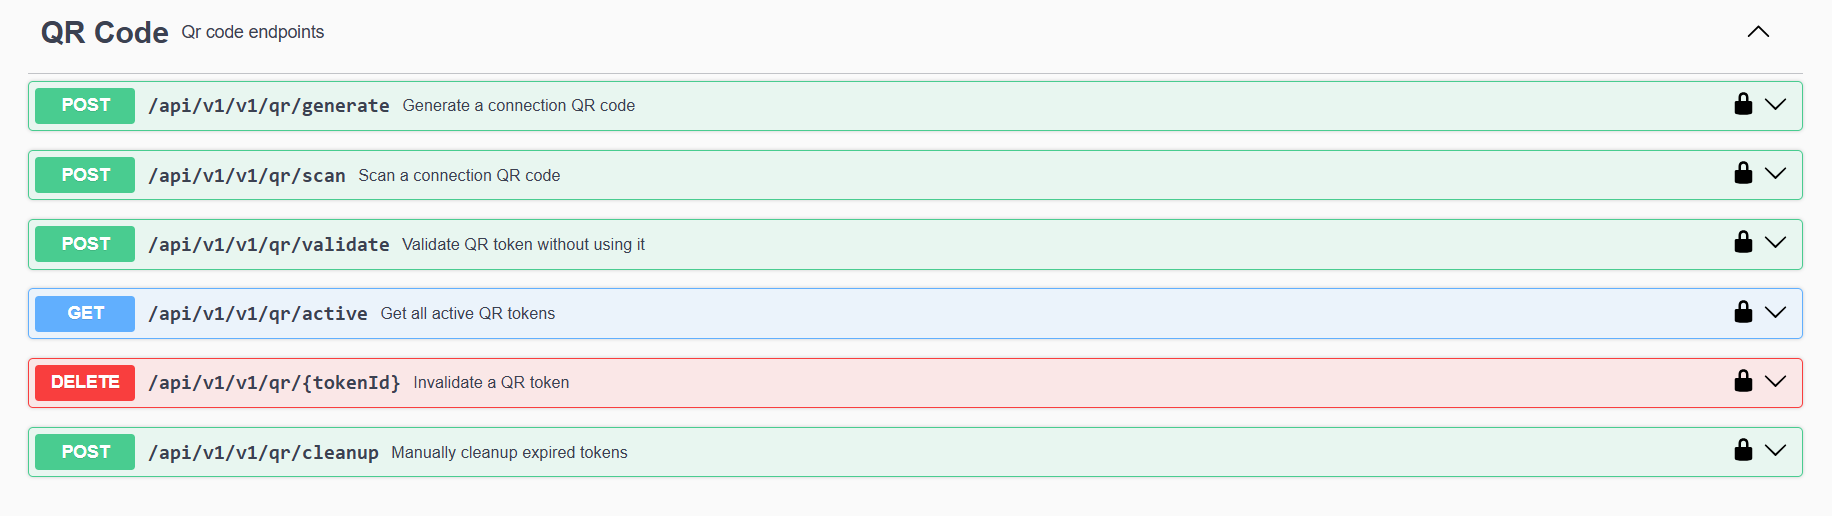 QR Code Qr code endpoints
POST /api/v1/v1/qr/generate Generate a connection QR code
POST /api/v1/v1/qr/scan Scan a connection QR code
POST /api/v1/v1/qr/validate Validate QR token without using it
GET /api/v1/v1/qr/active Get all active QR tokens
DELETE /api/v1/v1/qr/{tokenId} Invalidate a QR token
POST /api/v1/v1/qr/cleanup Manually cleanup expired tokens